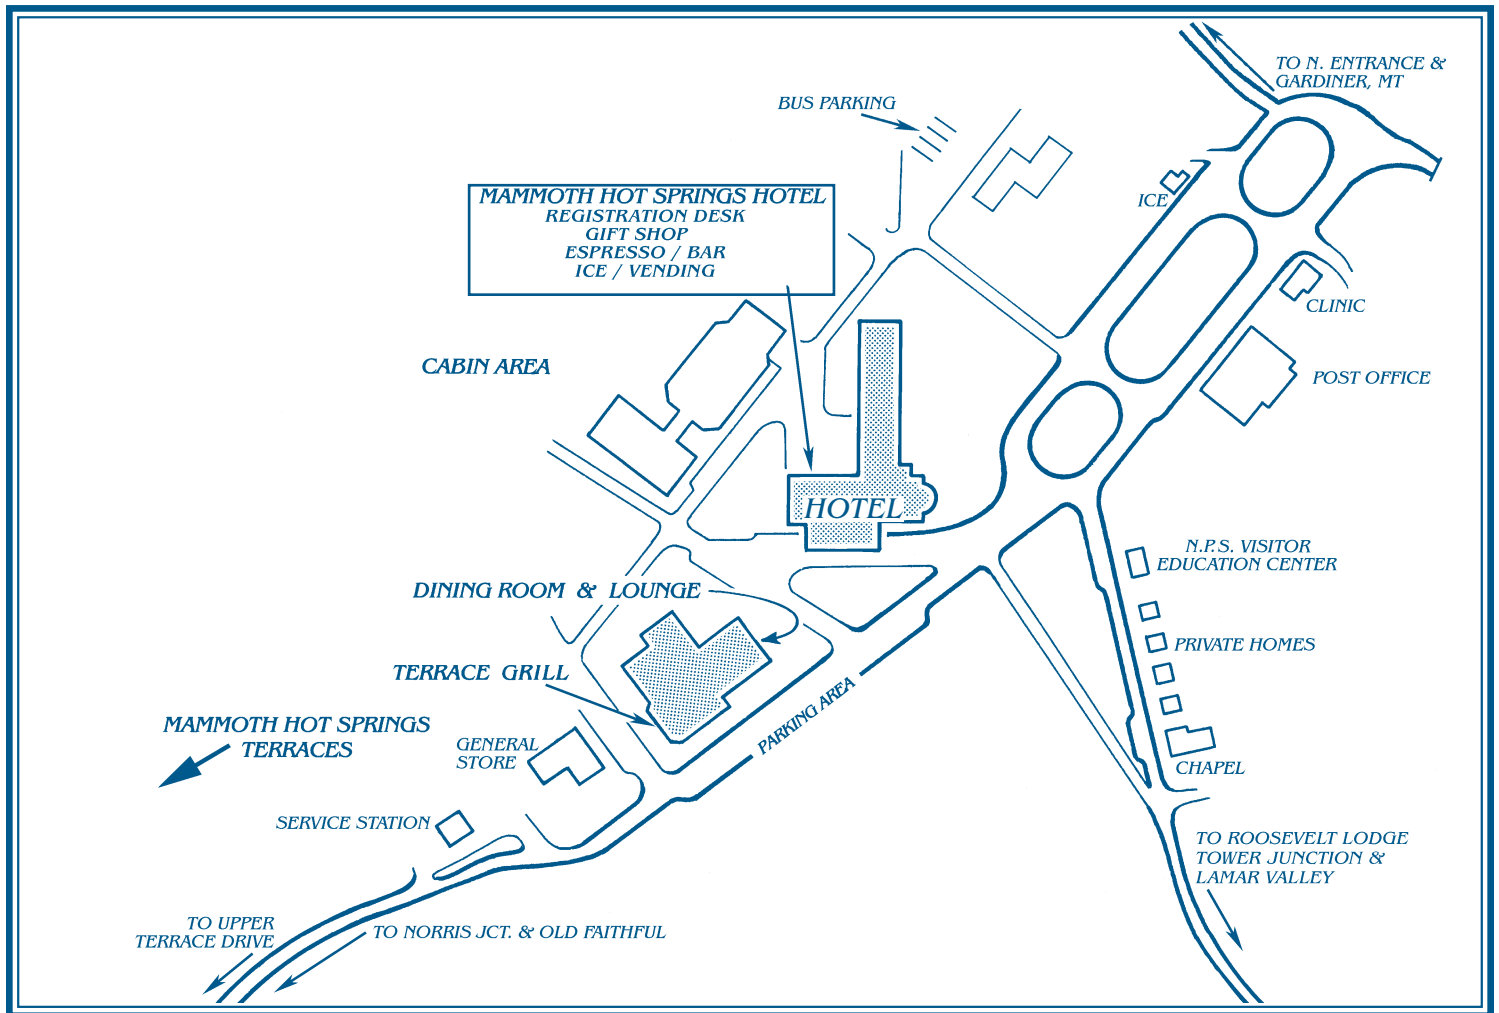 TO N. ENTRANCE &
GARDINER, MT
BUS PARKING
ICE
MAMMOTH HOT SPRINGS HOTEL
REGISTRATION DESK
GIFT SHOP
ESPRESSO / BAR
ICE / VENDING
CLINIC
CABIN AREA
POST OFFICE
HOTEL
N.P.S. VISITOR
EDUCATION CENTER
DINING ROOM & LOUNGE
PRIVATE HOMES
TERRACE GRILL
PARKING AREA
MAMMOTH HOT SPRINGS
TERRACES
GENERAL
STORE
CHAPEL
SERVICE STATION
TO ROOSEVELT LODGE
TOWER JUNCTION &
LAMAR VALLEY
TO UPPER
TERRACE DRIVE
TO NORRIS JCT. & OLD FAITHFUL